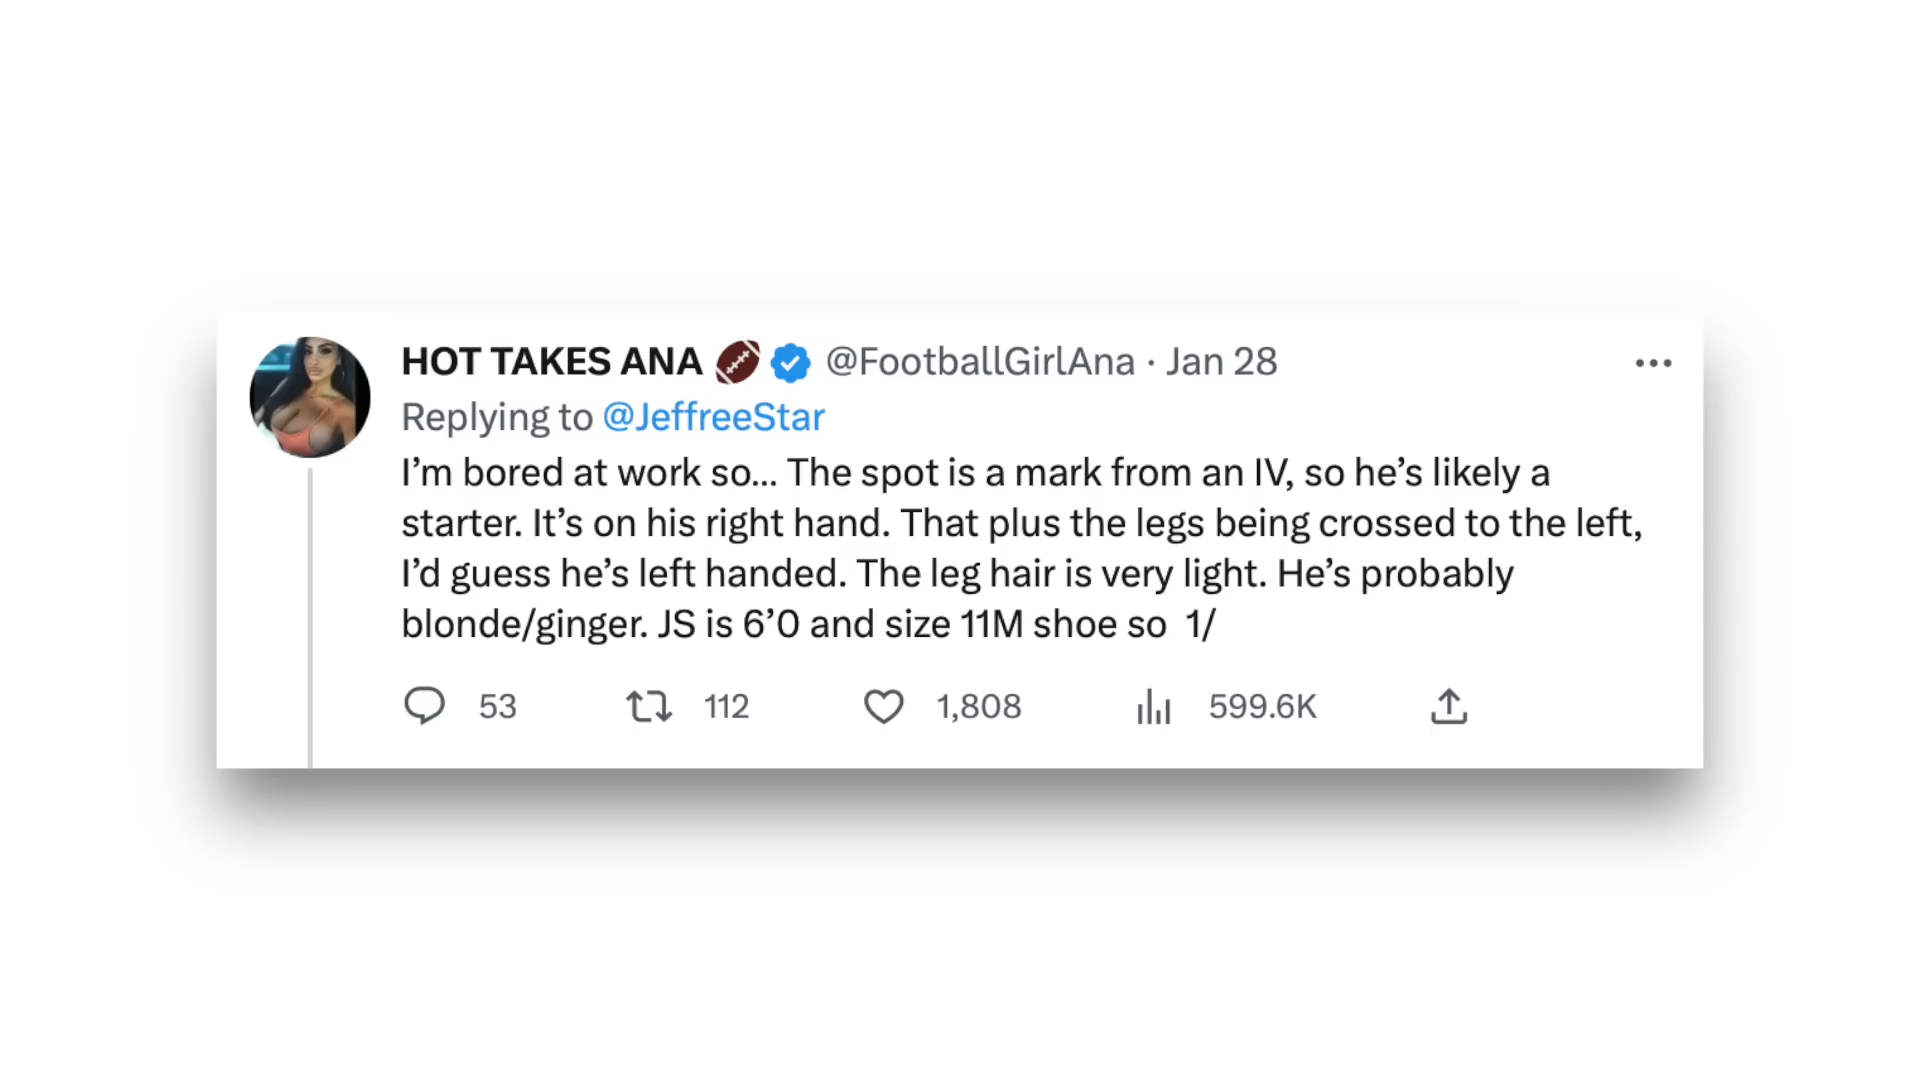 HOT TAKES ANA 🏈 @FootballGirlAna · Jan 28
Replying to @JeffreeStar
I’m bored at work so... The spot is a mark from an IV, so he’s likely a
starter. It’s on his right hand. That plus the legs being crossed to the left,
I’d guess he’s left handed. The leg hair is very light. He’s probably
blonde/ginger. JS is 6’0 and size 11M shoe so 1/
53 112 1,808 599.6K